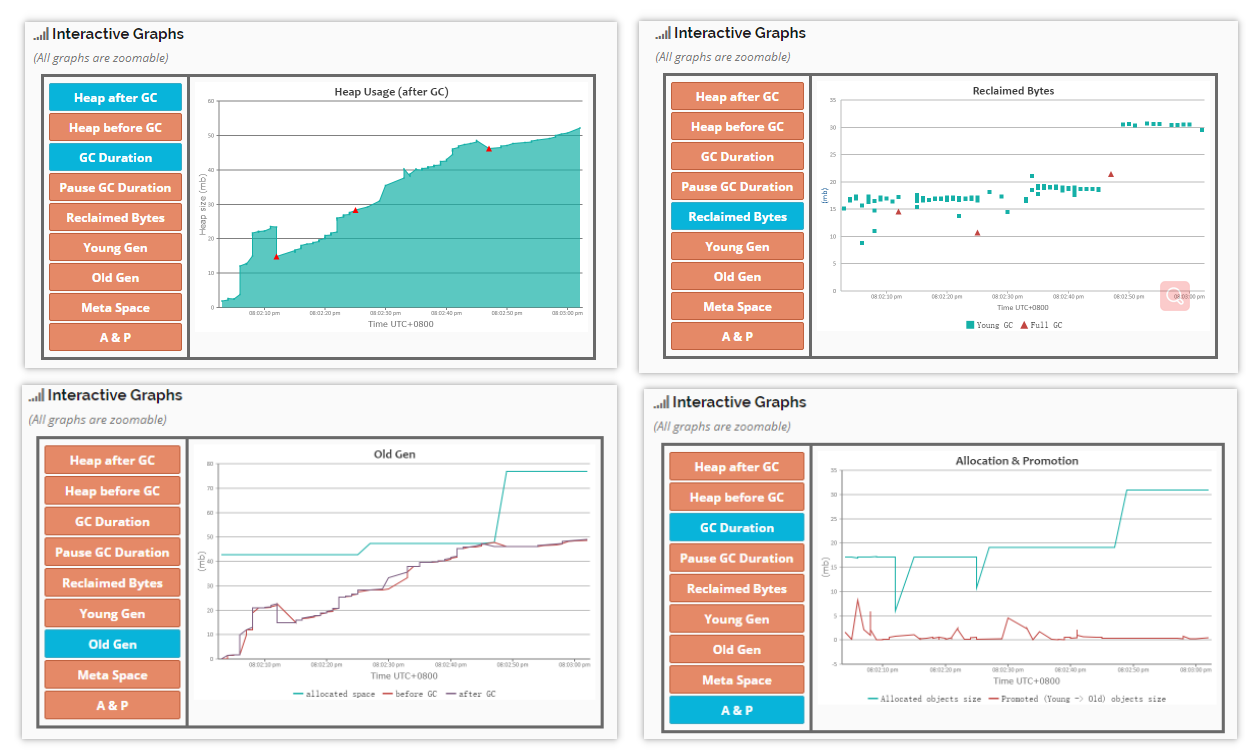 Interactive Graphs
(All graphs are zoomable)
Heap after GC
Heap before GC
GC Duration
Pause GC Duration
Reclaimed Bytes
Young Gen
Old Gen
Meta Space
A & P
Heap Usage (after GC)
60
50
40
30
20
10
0
Heap size (mb)
08:02:10 pm 08:02:20 pm 08:02:30 pm 08:02:40 pm 08:02:50 pm 08:03:00 pm
Time UTC+0800
Interactive Graphs
(All graphs are zoomable)
Heap after GC
Heap before GC
GC Duration
Pause GC Duration
Reclaimed Bytes
Young Gen
Old Gen
Meta Space
A & P
Reclaimed Bytes
35
30
25
20
15
10
5
0
(mb)
08:02:10 pm 08:02:20 pm 08:02:30 pm 08:02:40 pm 08:02:50 pm 08:03:00 pm
Time UTC+0800
Young GC Full GC
Interactive Graphs
(All graphs are zoomable)
Heap after GC
Heap before GC
GC Duration
Pause GC Duration
Reclaimed Bytes
Young Gen
Old Gen
Meta Space
A & P
Old Gen
80
70
60
50
40
30
20
10
0
(mb)
08:02:10 pm 08:02:20 pm 08:02:30 pm 08:02:40 pm 08:02:50 pm 08:03:00 pm
Time UTC+0800
allocated space before GC after GC
Interactive Graphs
(All graphs are zoomable)
Heap after GC
Heap before GC
GC Duration
Pause GC Duration
Reclaimed Bytes
Young Gen
Old Gen
Meta Space
A & P
Allocation & Promotion
35
30
25
20
15
10
5
0
-5
(mb)
08:02:10 pm 08:02:20 pm 08:02:30 pm 08:02:40 pm 08:02:50 pm 08:03:00 pm
Time UTC+0800
Allocated objects size Promoted (Young -> Old) objects size